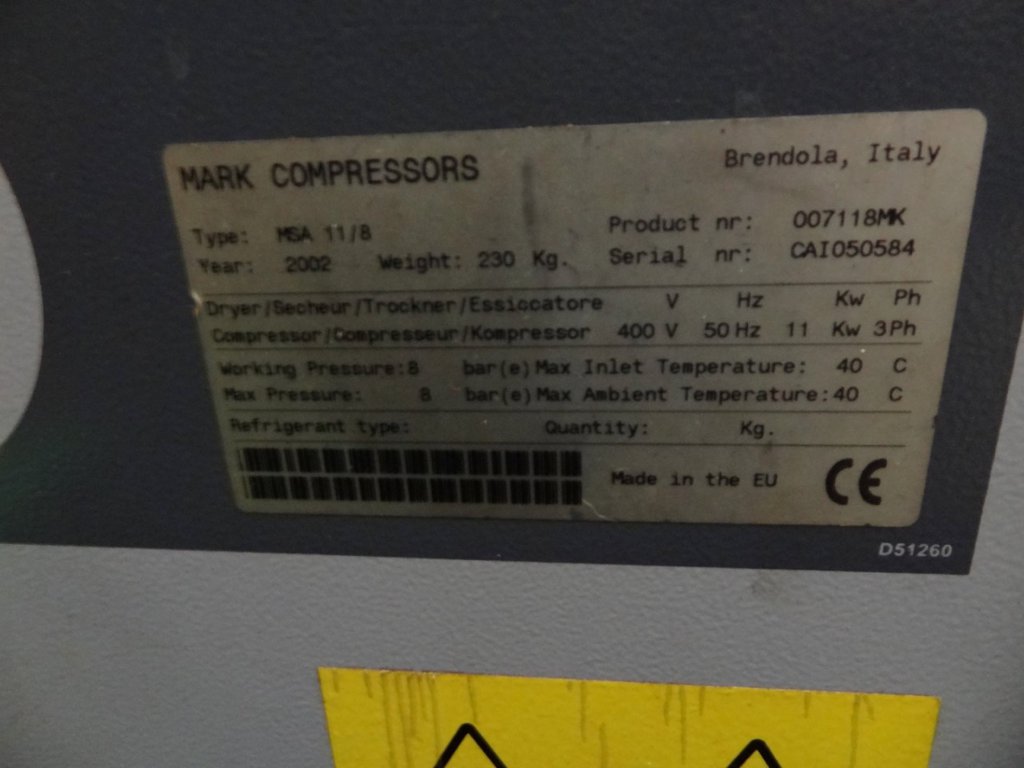 MARK COMPRESSORS Brendola, Italy
Type: MSA 11/8 Product nr: 007118MK
Year: 2002 Weight: 230 Kg. Serial nr: CAI050584
Dryer/Secheur/Trockner/Essiccatore V Hz Kw Ph
Compressor/Compresseur/Kompressor 400 V 50 Hz 11 Kw 3 Ph
Working Pressure:8 bar(e) Max Inlet Temperature: 40 C
Max Pressure: 8 bar(e) Max Ambient Temperature:40 C
Refrigerant type: Quantity: Kg.
Made in the EU CE
D51260